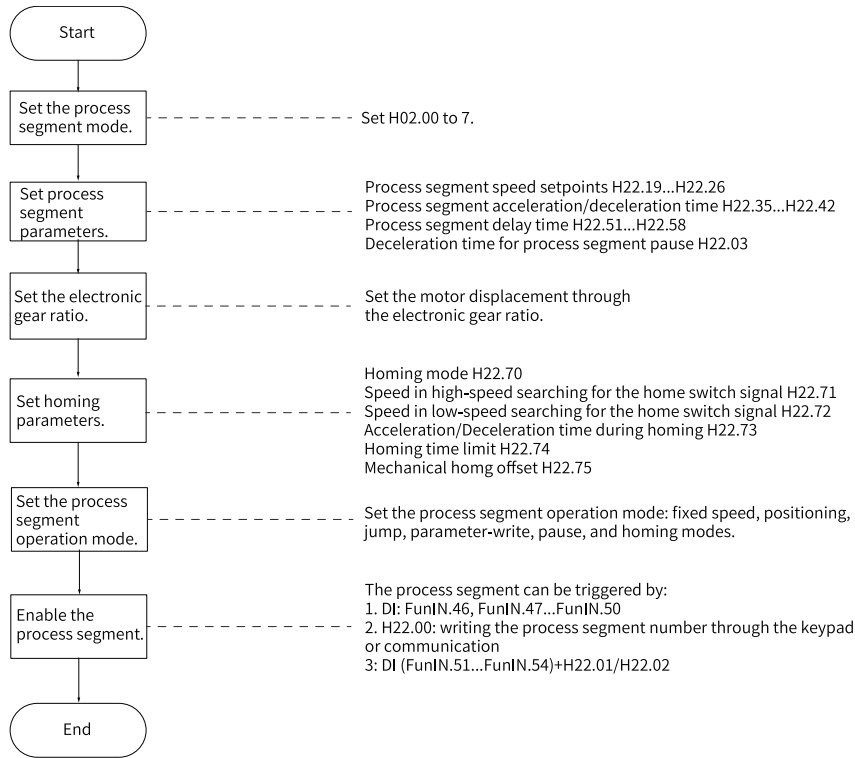 Start
Set the process
segment mode.
Set H02.00 to 7.
Set process
segment
parameters.
Process segment speed setpoints H22.19...H22.26
Process segment acceleration/deceleration time H22.35...H22.42
Process segment delay time H22.51...H22.58
Deceleration time for process segment pause H22.03
Set the electronic
gear ratio.
Set the motor displacement through
the electronic gear ratio.
Set homing
parameters.
Homing mode H22.70
Speed in high-speed searching for the home switch signal H22.71
Speed in low-speed searching for the home switch signal H22.72
Acceleration/Deceleration time during homing H22.73
Homing time limit H22.74
Mechanical homg offset H22.75
Set the process
segment
operation mode.
Set the process segment operation mode: fixed speed, positioning,
jump, parameter-write, pause, and homing modes.
Enable the
process segment.
The process segment can be triggered by:
1. DI: FunIN.46, FunIN.47...FunIN.50
2. H22.00: writing the process segment number through the keypad
or communication
3: DI (FunIN.51...FunIN.54)+H22.01/H22.02
End